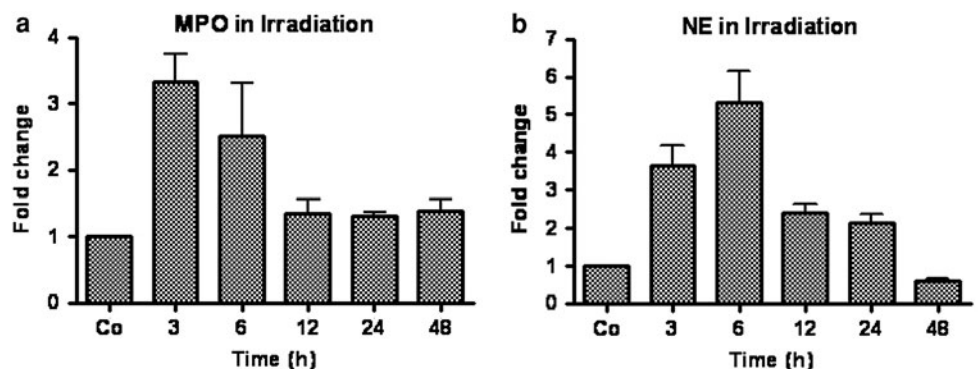 a
MPO in Irradiation
Fold change
4
3
2
1
0
Co 3 6 12 24 48
Time (h)
b
NE in Irradiation
Fold change
7
6
5
4
3
2
1
0
Co 3 6 12 24 48
Time (h)